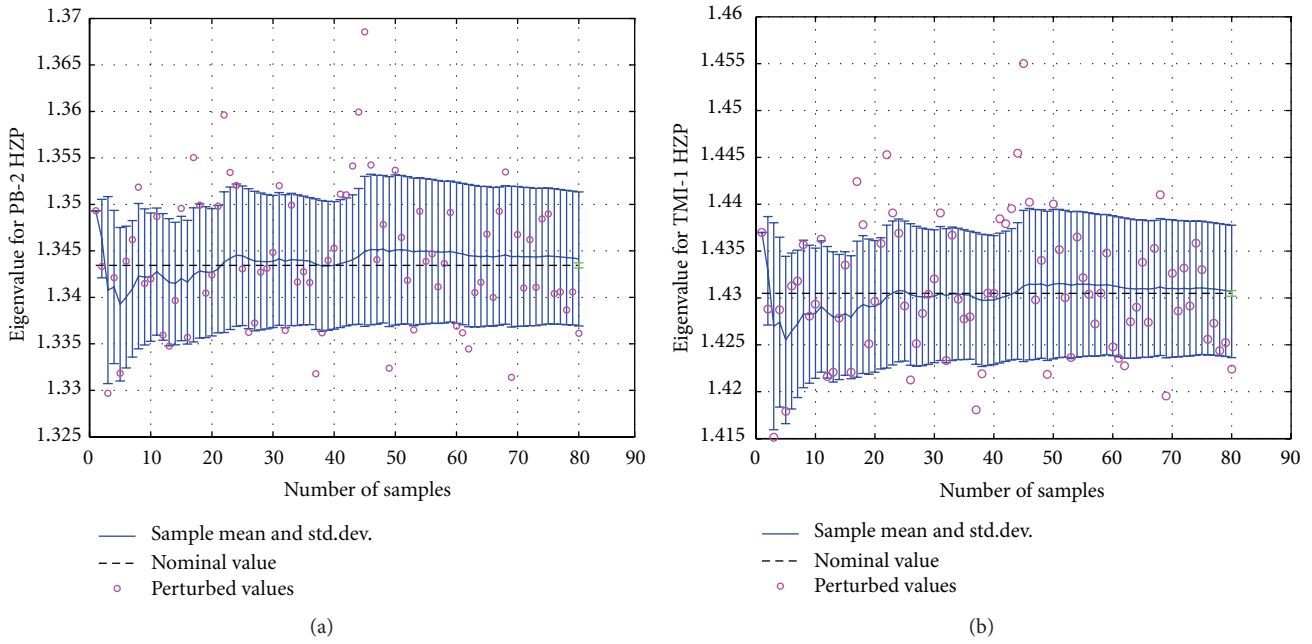 1.37
1.365
1.36
1.355
1.35
1.345
1.34
1.335
1.33
1.325
Eigenvalue for PB-2 HZP
0 10 20 30 40 50 60 70 80 90
Number of samples
Sample mean and std.dev.
Nominal value
Perturbed values
(a)
1.46
1.455
1.45
1.445
1.44
1.435
1.43
1.425
1.42
1.415
Eigenvalue for TMI-1 HZP
0 10 20 30 40 50 60 70 80 90
Number of samples
Sample mean and std.dev.
Nominal value
Perturbed values
(b)